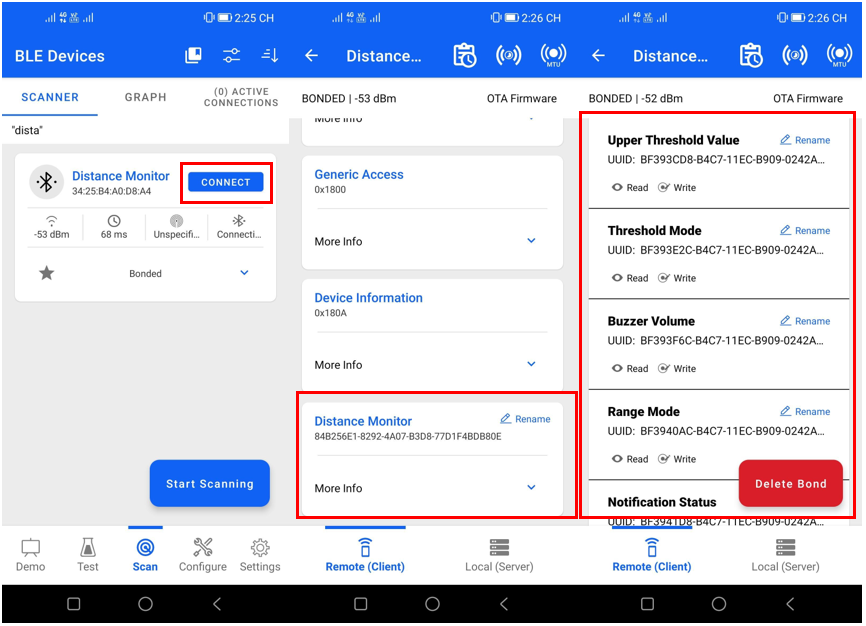 4G
2:25 CH
BLE Devices
SCANNER
GRAPH
(0) ACTIVE
CONNECTIONS
"dista"
Distance Monitor
34:25:B4:A0:D8:A4
CONNECT
-53 dBm
68 ms
Unspecifi...
Connecti...
Bonded
Start Scanning
Demo
Test
Scan
Configure
Settings
4G
2:26 CH
Distance...
MTU
BONDED | -53 dBm
OTA Firmware
More Info
Generic Access
0x1800
More Info
Device Information
0x180A
More Info
Distance Monitor
Rename
84B256E1-8292-4A07-B3D8-77D1F4BDB80E
More Info
Remote (Client)
Local (Server)
4G
2:26 CH
Distance...
MTU
BONDED | -52 dBm
OTA Firmware
Upper Threshold Value
Rename
UUID: BF393CD8-B4C7-11EC-B909-0242A...
Read
Write
Threshold Mode
Rename
UUID: BF393E2C-B4C7-11EC-B909-0242A...
Read
Write
Buzzer Volume
Rename
UUID: BF393F6C-B4C7-11EC-B909-0242A...
Read
Write
Range Mode
Rename
UUID: BF3940AC-B4C7-11EC-B909-0242A...
Read
Write
Delete Bond
Notification Status
UUID: BF3941D8-B4C7-11EC-B909-0242A...
Remote (Client)
Local (Server)